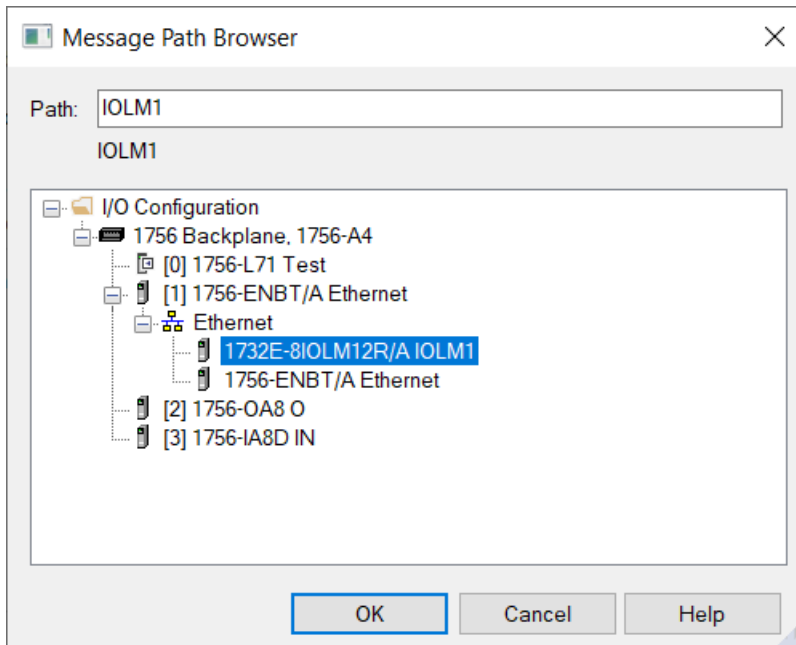 Message Path Browser
Path: IOLM1
IOLM1
I/O Configuration
1756 Backplane, 1756-A4
[0] 1756-L71 Test
[1] 1756-ENBT/A Ethernet
Ethernet
1732E-8IOLM12R/A IOLM1
1756-ENBT/A Ethernet
[2] 1756-OA8 O
[3] 1756-IA8D IN
OK Cancel Help